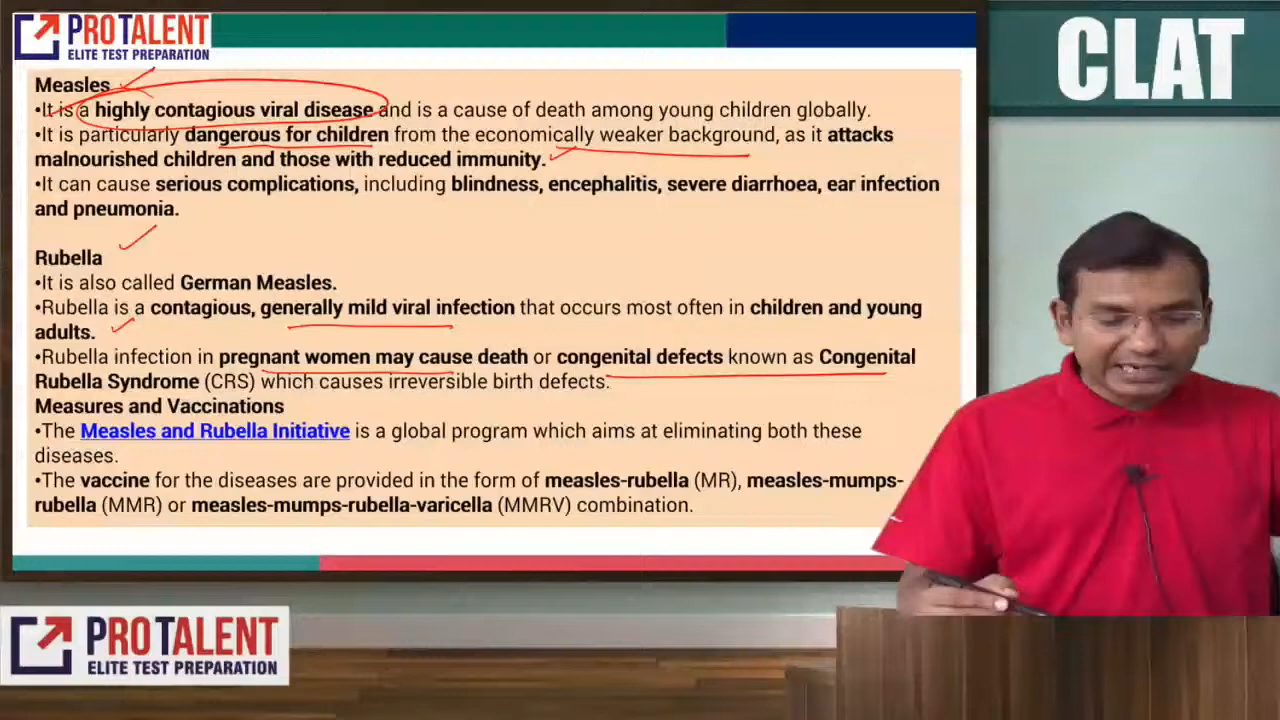 PROTALENT
ELITE TEST PREPARATION
CLAT
Measles
•It is a highly contagious viral disease and is a cause of death among young children globally.
•It is particularly dangerous for children from the economically weaker background, as it attacks
malnourished children and those with reduced immunity.
•It can cause serious complications, including blindness, encephalitis, severe diarrhoea, ear infection
and pneumonia.
Rubella
•It is also called German Measles.
•Rubella is a contagious, generally mild viral infection that occurs most often in children and young
adults.
•Rubella infection in pregnant women may cause death or congenital defects known as Congenital
Rubella Syndrome (CRS) which causes irreversible birth defects.
Measures and Vaccinations
•The Measles and Rubella Initiative is a global program which aims at eliminating both these
diseases.
•The vaccine for the diseases are provided in the form of measles-rubella (MR), measles-mumps-
rubella (MMR) or measles-mumps-rubella-varicella (MMRV) combination.
PROTALENT
ELITE TEST PREPARATION